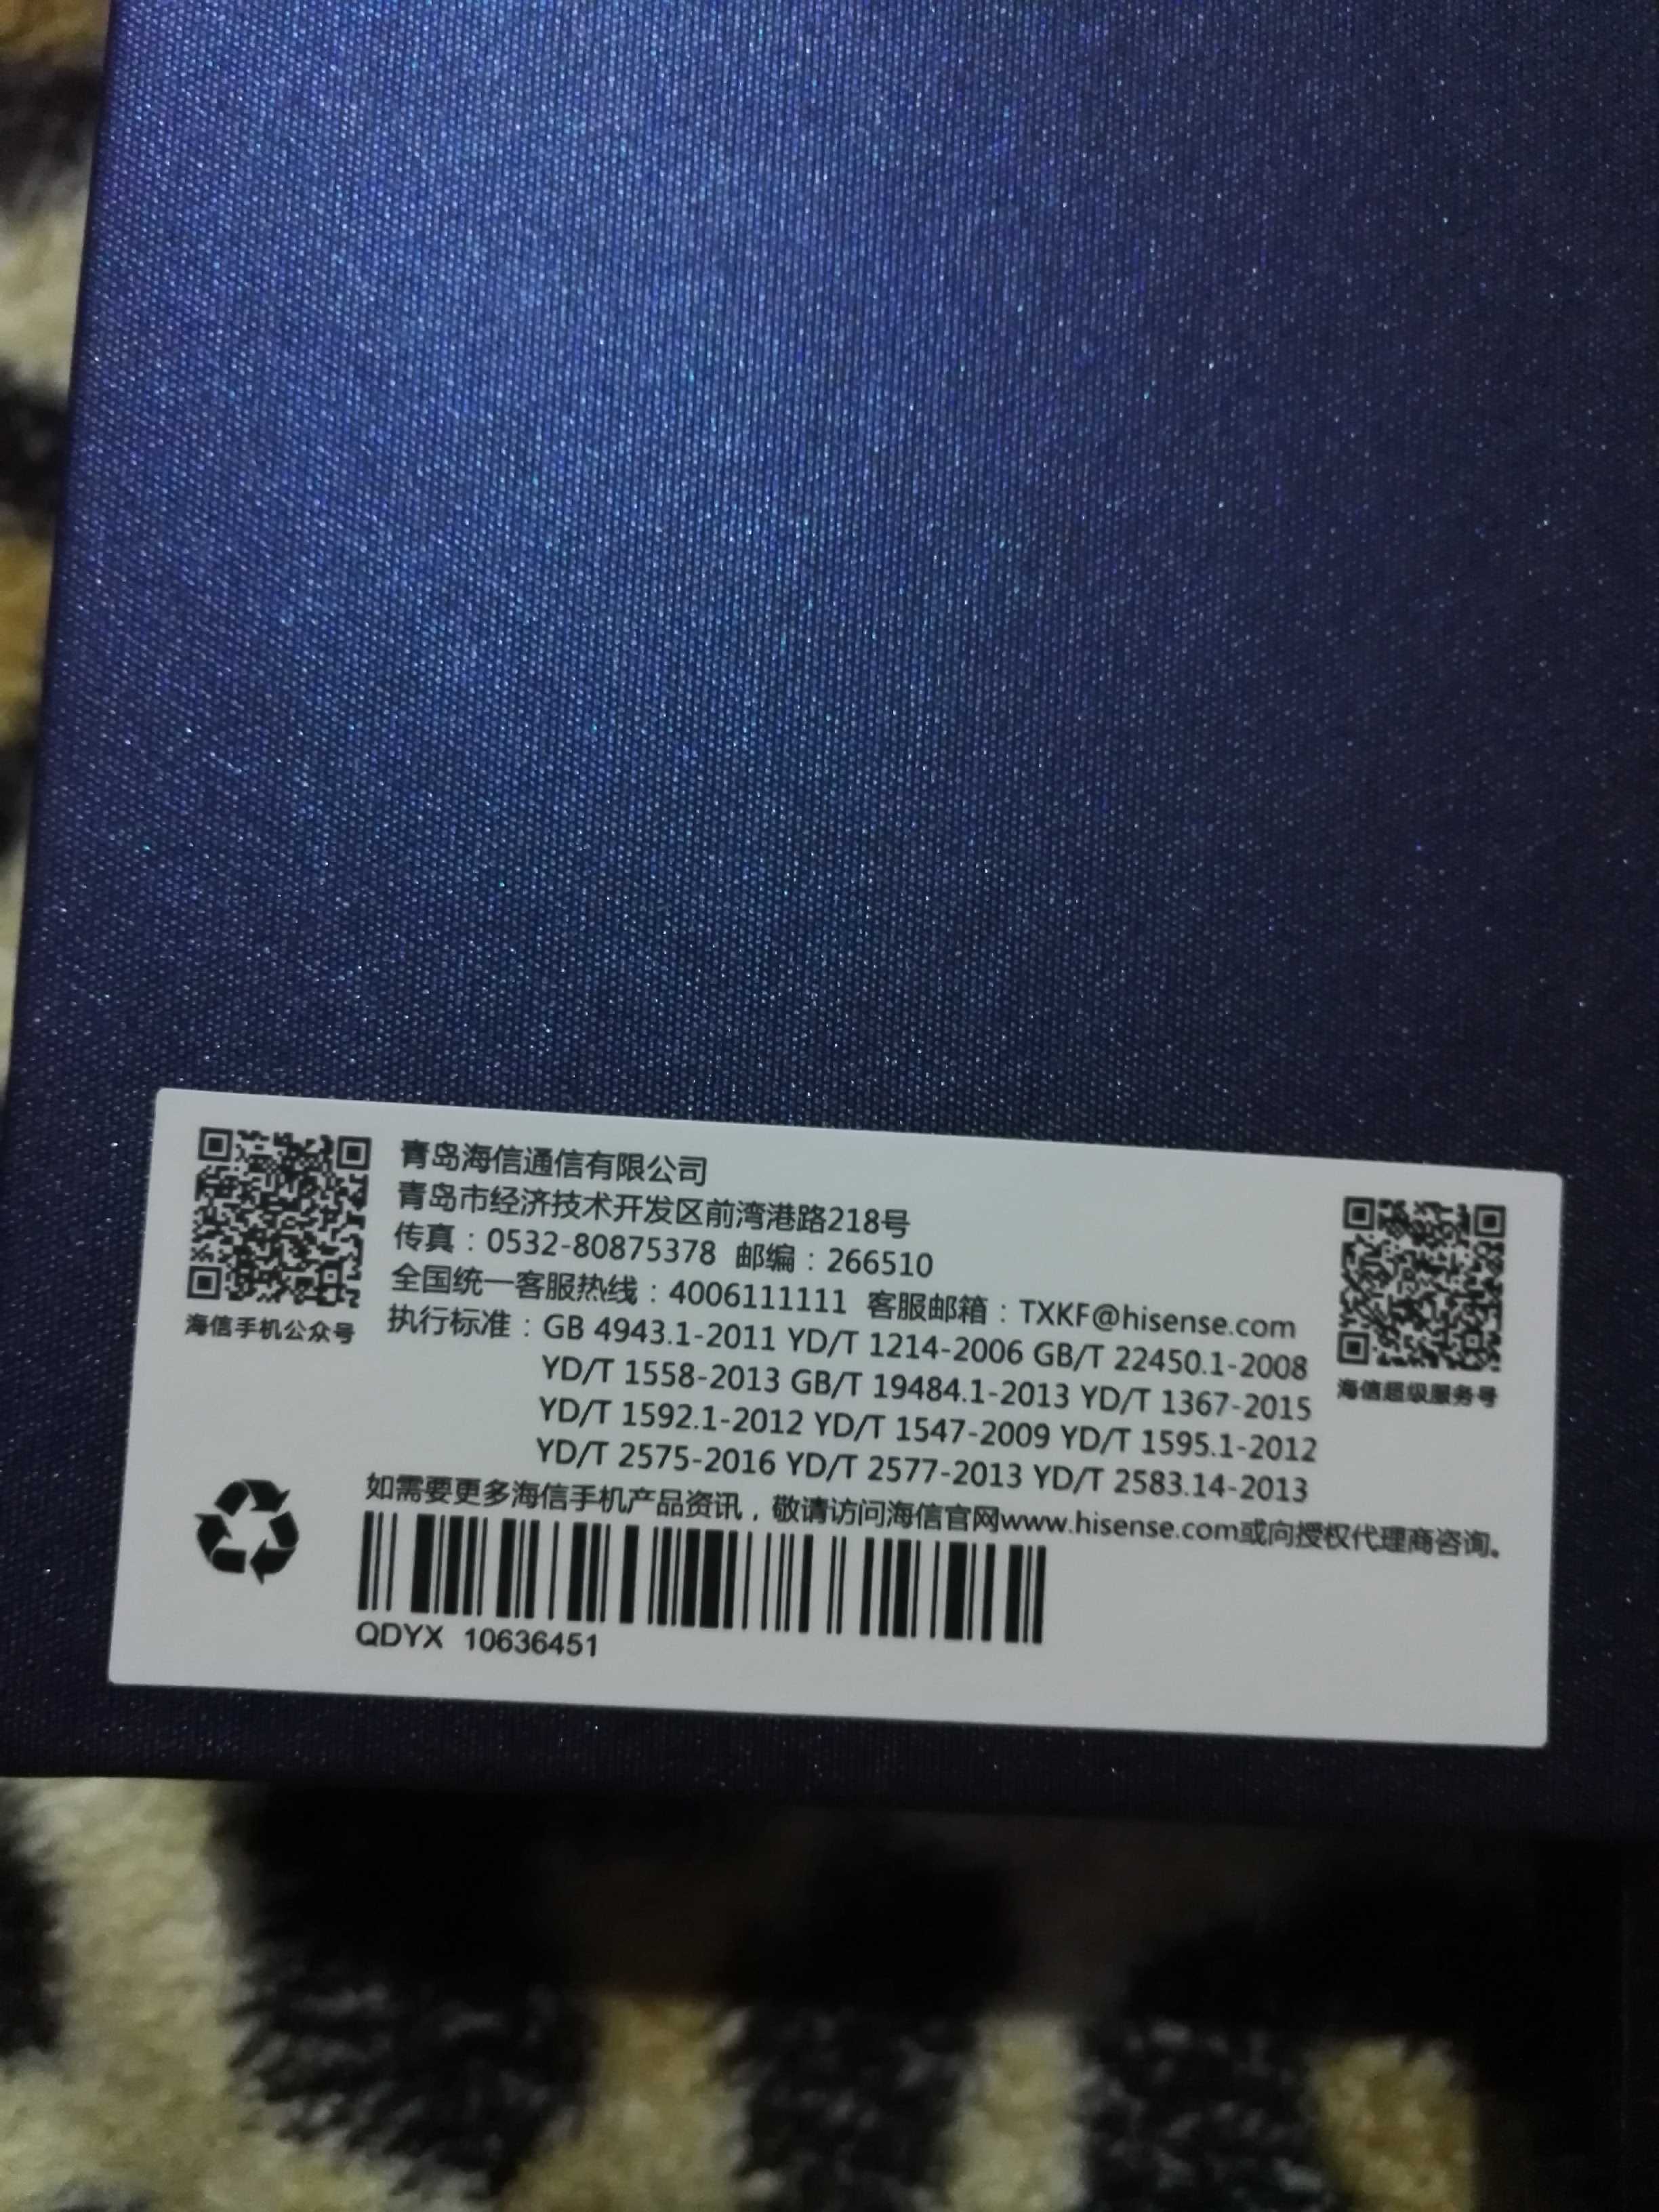 青岛海信通信有限公司
青岛市经济技术开发区前湾港路218号
传真：0532-80875378 邮编：266510
全国统一客服热线：4006111111 客服邮箱：TXKF@hisense.com
执行标准：GB 4943.1-2011 YD/T 1214-2006 GB/T 22450.1-2008
YD/T 1558-2013 GB/T 19484.1-2013 YD/T 1367-2015
YD/T 1592.1-2012 YD/T 1547-2009 YD/T 1595.1-2012
YD/T 2575-2016 YD/T 2577-2013 YD/T 2583.14-2013
海信手机公众号
海信超级服务号
如需要更多海信手机产品资讯，敬请访问海信官网www.hisense.com或向授权代理商咨询。
QDYX 10636451